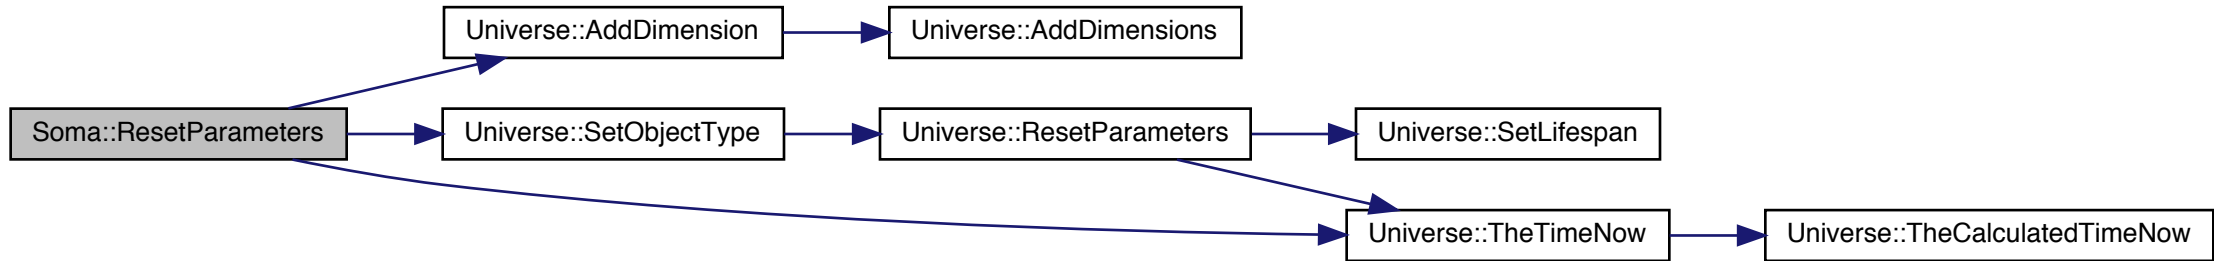 Universe::AddDimension
Universe::AddDimensions
Soma::ResetParameters
Universe::SetObjectType
Universe::ResetParameters
Universe::SetLifespan
Universe::TheTimeNow
Universe::TheCalculatedTimeNow